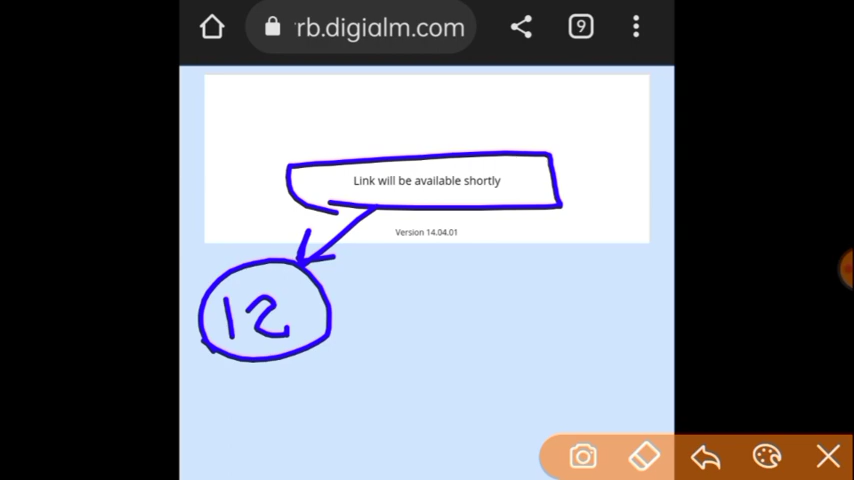 rb.digialm.com
9
Link will be available shortly
Version 14.04.01
12